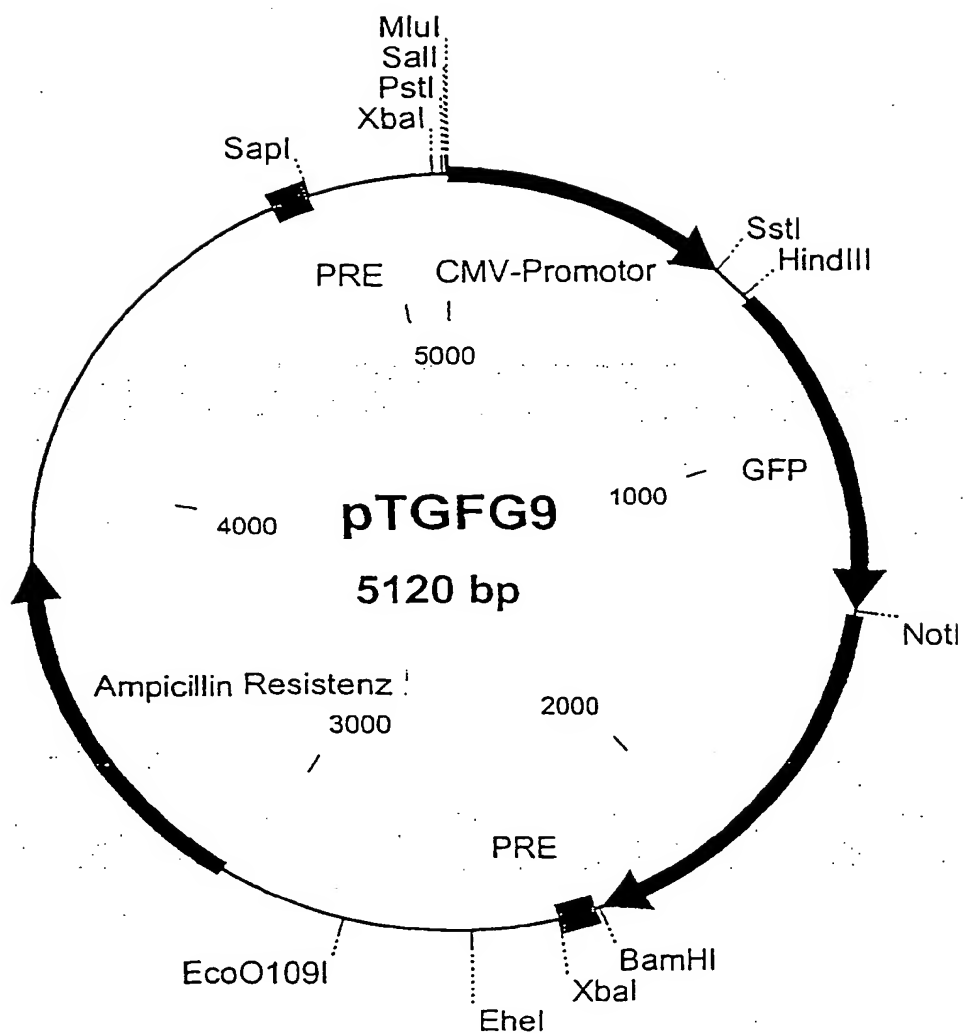 MluI
SalI
PstI
XbaI
SapI
SstI
HindIII
PRE
CMV-Promotor
5000
GFP
1000
pTGFG9
4000
5120 bp
NotI
Ampicillin Resistenz
2000
3000
PRE
BamHI
EcoO109I
XbaI
EheI